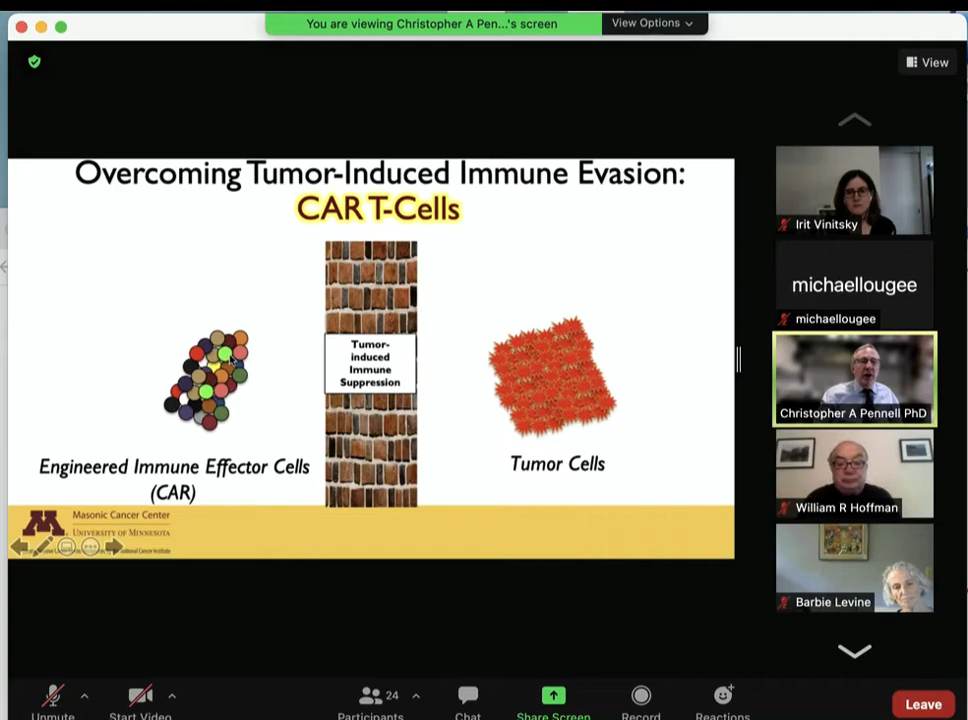 You are viewing Christopher A Pen...'s screen
View Options
View
Overcoming Tumor-Induced Immune Evasion:
CAR T-Cells
Tumor-
induced
Immune
Suppression
Engineered Immune Effector Cells
(CAR)
Tumor Cells
M
Masonic Cancer Center
UNIVERSITY OF MINNESOTA
Irit Vinitsky
michaellougee
michaellougee
Christopher A Pennell PhD
William R Hoffman
Barbie Levine
Unmute
Start Video
24
Participants
Chat
Share Screen
Record
Reactions
Leave